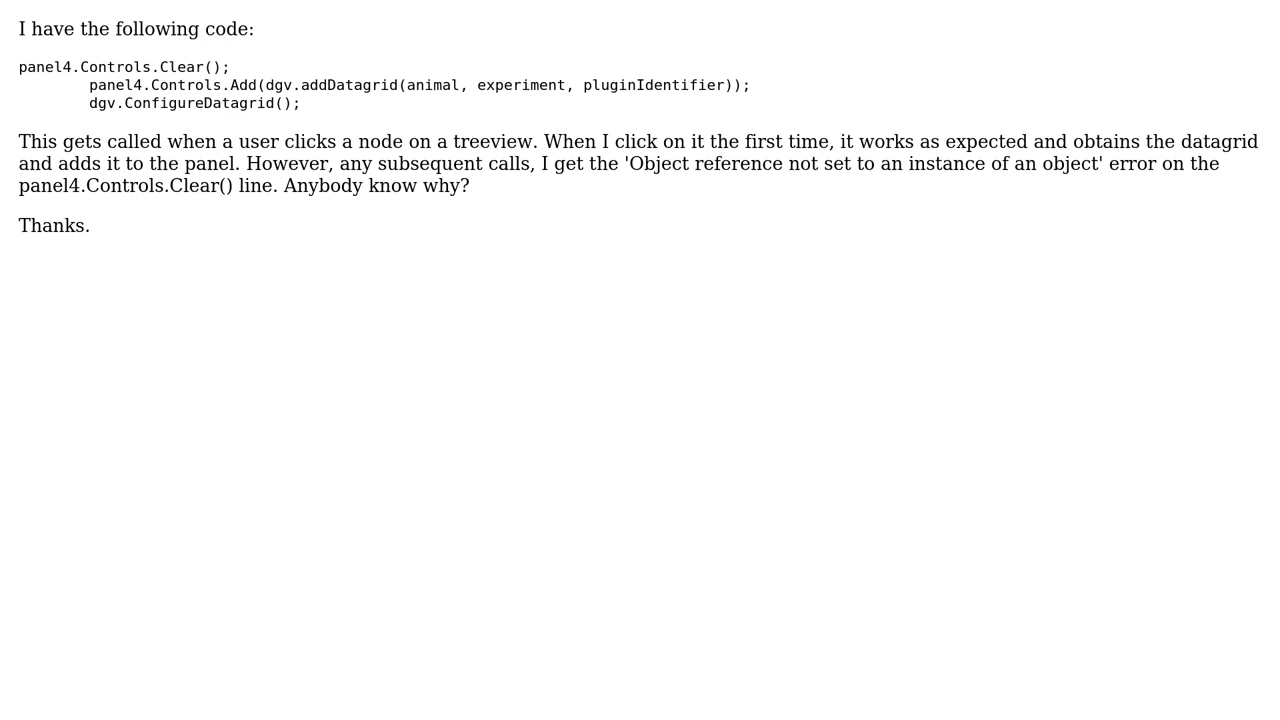 I have the following code:
panel4.Controls.Clear();
        panel4.Controls.Add(dgv.addDatagrid(animal, experiment, pluginIdentifier));
        dgv.ConfigureDatagrid();
This gets called when a user clicks a node on a treeview. When I click on it the first time, it works as expected and obtains the datagrid
and adds it to the panel. However, any subsequent calls, I get the 'Object reference not set to an instance of an object' error on the
panel4.Controls.Clear() line. Anybody know why?
Thanks.